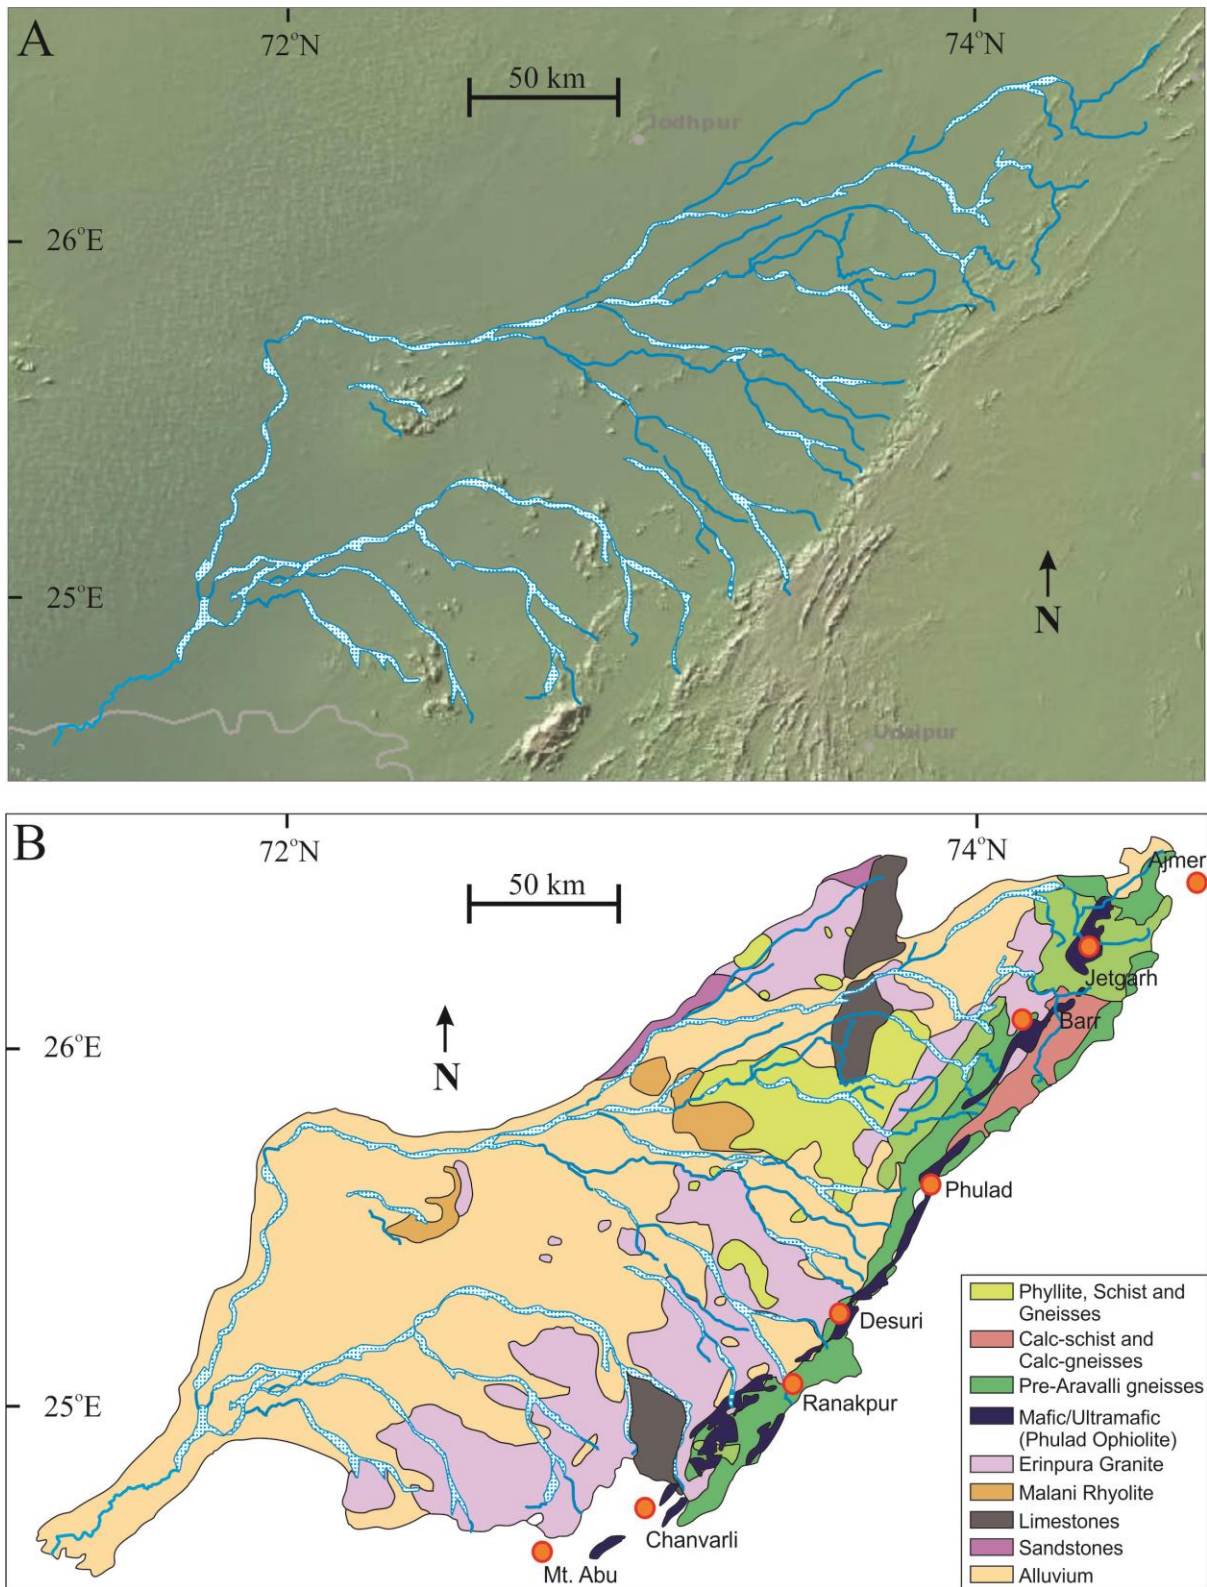 A
72°N
74°N
50 km
Jodhpur
26°E
25°E
N
Udaipur
B
72°N
74°N
Ajmer
50 km
Jetgarh
Barr
26°E
N
Phulad
Desuri
25°E
Ranakpur
Chanvarli
Mt. Abu
Phyllite, Schist and
Gneisses
Calc-schist and
Calc-gneisses
Pre-Aravalli gneisses
Mafic/Ultramafic
(Phulad Ophiolite)
Erinpura Granite
Malani Rhyolite
Limestones
Sandstones
Alluvium